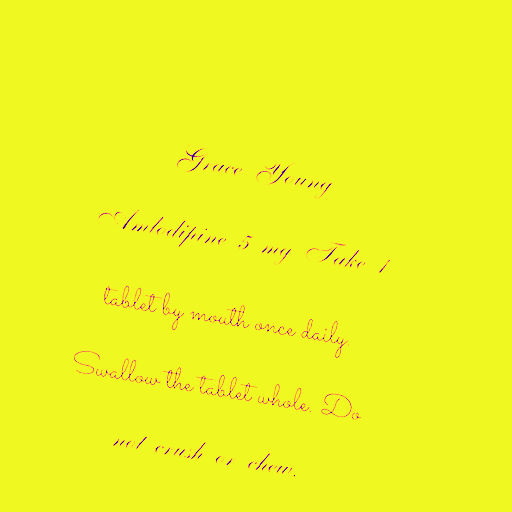 Grace Young
Amlodipine 5 mg Take 1
tablet by mouth once daily.
Swallow the tablet whole. Do
not crush or chew.